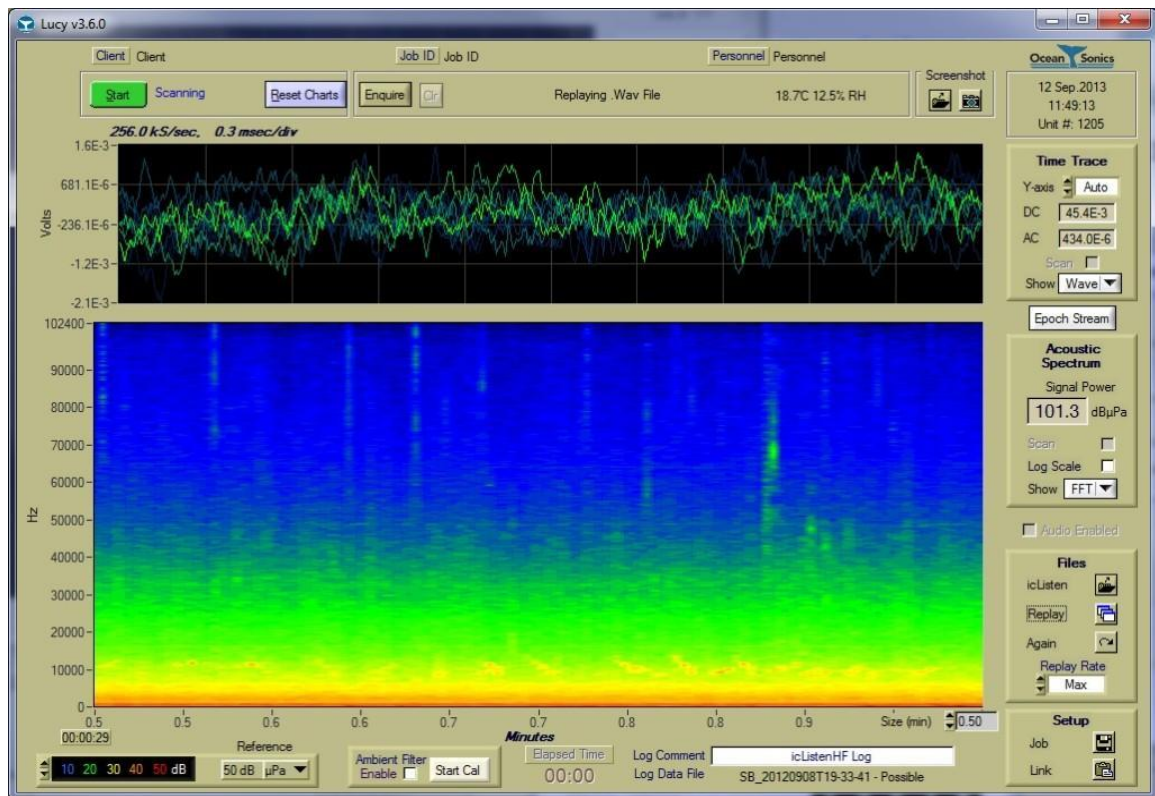 Lucy v3.6.0
Client Client Job ID Job ID Personnel Personnel
Start Scanning Reset Charts Enquire Clr Replaying .Wav File 18.7C 12.5% RH
Screenshot
Ocean Sonics
12 Sep.2013
11:49:13
Unit #: 1205
256.0 kS/sec, 0.3 msec/div
1.6E-3
681.1E-6
-236.1E-6
-1.2E-3
-2.1E-3
Volts
Time Trace
Y-axis Auto
DC 45.4E-3
AC 434.0E-6
Scan
Show Wave
Epoch Stream
102400
90000
80000
70000
60000
50000
40000
30000
20000
10000
0
Hz
0.5 0.5 0.6 0.6 0.7 0.7 0.8 0.8 0.9 Size (min) 0.50
Minutes
Acoustic
Spectrum
Signal Power
101.3 dBµPa
Scan
Log Scale
Show FFT
Audio Enabled
Files
icListen
Replay
Again
Replay Rate
Max
Setup
Job
Link
00:00:29
10 20 30 40 50 dB
Reference
50 dB µPa
Ambient Filter
Enable Start Cal
Elapsed Time
00:00
Log Comment icListenHF Log
Log Data File SB_20120908T19-33-41 - Possible